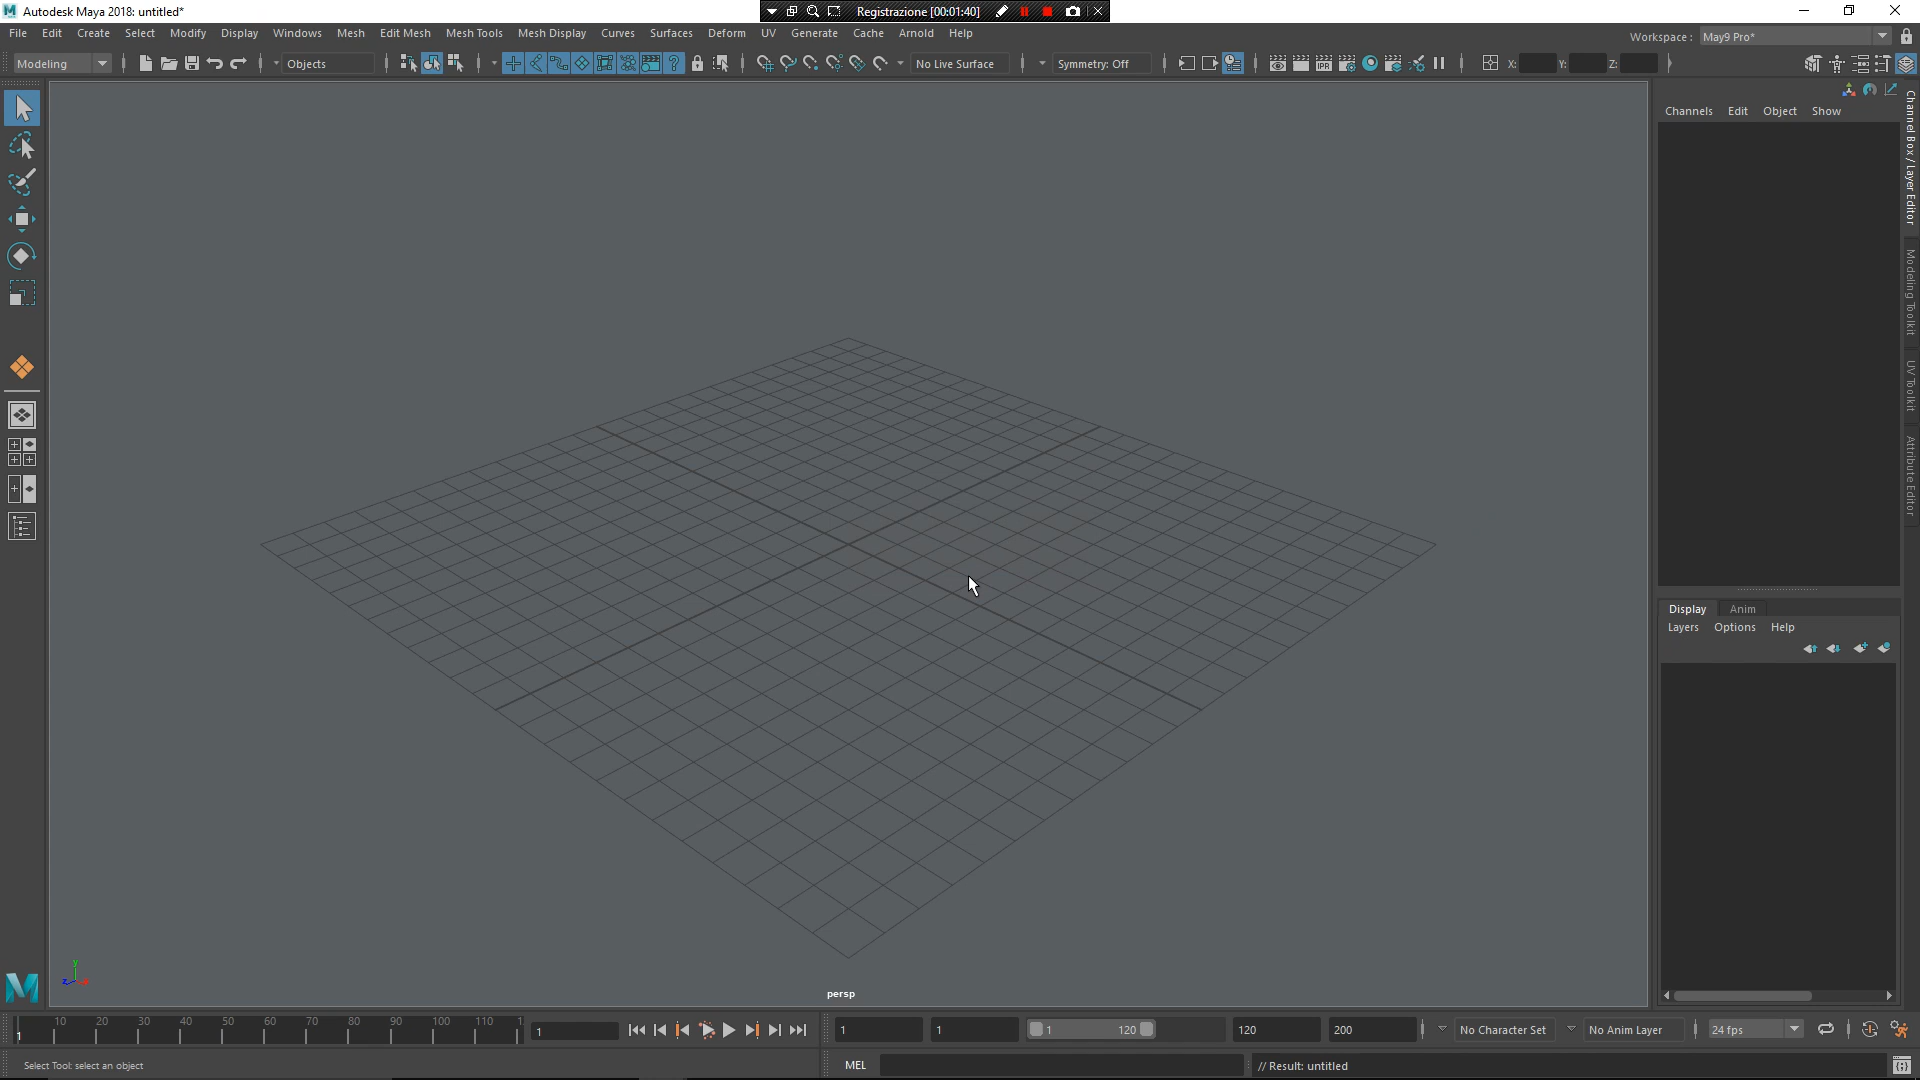 Autodesk Maya 2018: untitled*
Registrazione [00:01:40]
File Edit Create Select Modify Display Windows Mesh Edit Mesh Mesh Tools Mesh Display Curves Surfaces Deform UV Generate Cache Arnold Help
Workspace : May9 Pro*
Modeling
Objects
No Live Surface
Symmetry: Off
IPR
X: Y: Z:
Channels Edit Object Show
Channel Box / Layer Editor
Modeling Toolkit
UV Toolkit
Attribute Editor
Display Anim
Layers Options Help
y
z
persp
1 10 20 30 40 50 60 70 80 90 100 110
1
1
1
1 120
120
200
No Character Set
No Anim Layer
24 fps
Select Tool: select an object
MEL
// Result: untitled